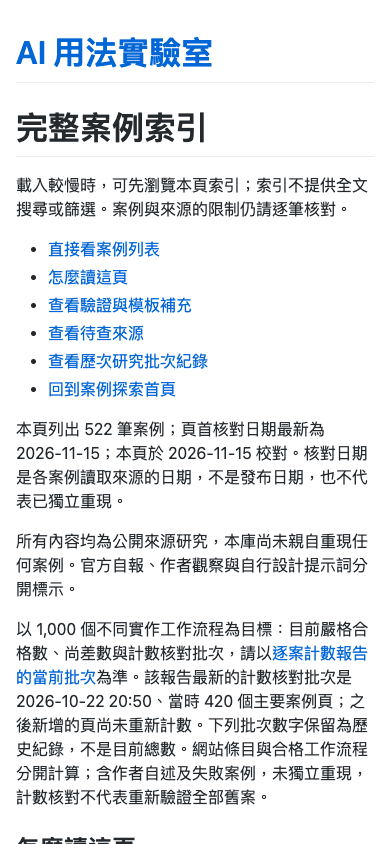 AI 用法實驗室
完整案例索引
載入較慢時，可先瀏覽本頁索引；索引不提供全文
搜尋或篩選。案例與來源的限制仍請逐筆核對。
直接看案例列表
怎麼讀這頁
查看驗證與模板補充
查看待查來源
查看歷次研究批次紀錄
回到案例探索首頁
本頁列出 522 筆案例；頁首核對日期最新為
2026-11-15；本頁於 2026-11-15 校對。核對日期
是各案例讀取來源的日期，不是發布日期，也不代
表已獨立重現。
所有內容均為公開來源研究，本庫尚未親自重現任
何案例。官方自報、作者觀察與自行設計提示詞分
開標示。
以 1,000 個不同實作工作流程為目標：目前嚴格合
格數、尚差數與計數核對批次，請以逐案計數報告
的當前批次為準。該報告最新的計數核對批次是
2026-10-22 20:50、當時 420 個主要案例頁；之
後新增的頁尚未重新計數。下列批次數字保留為歷
史紀錄，不是目前總數。網站條目與合格工作流程
分開計算；含作者自述及失敗案例，未獨立重現，
計數核對不代表重新驗證全部舊案。
怎麼讀這頁